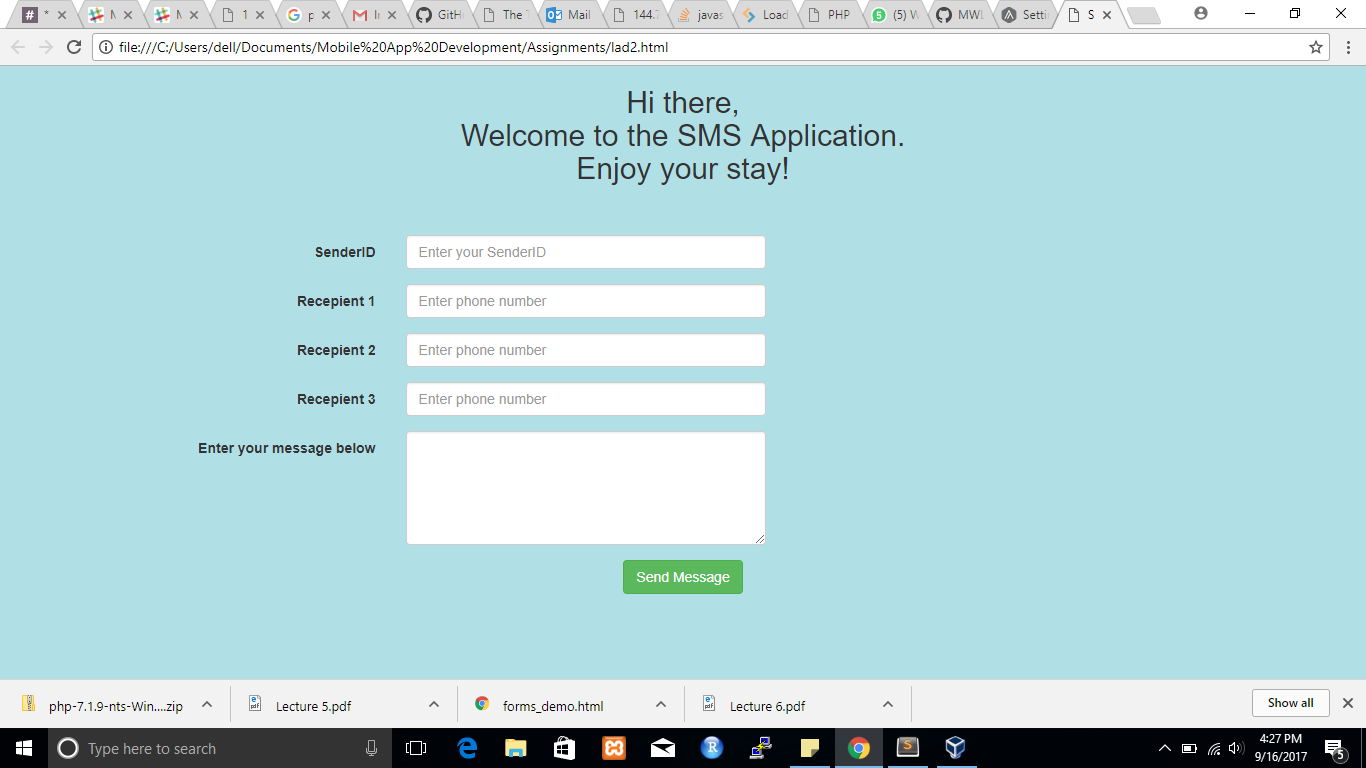 # *
1
p
GitH
The T
Mail
144.
javas
Load
PHP
(5) W
MWL
Setti
S
file:///C:/Users/dell/Documents/Mobile%20App%20Development/Assignments/lad2.html
Hi there,
Welcome to the SMS Application.
Enjoy your stay!
SenderID
Enter your SenderID
Recepient 1
Enter phone number
Recepient 2
Enter phone number
Recepient 3
Enter phone number
Enter your message below
Send Message
php-7.1.9-nts-Win....zip
Lecture 5.pdf
forms_demo.html
Lecture 6.pdf
Show all
Type here to search
4:27 PM
9/16/2017
5